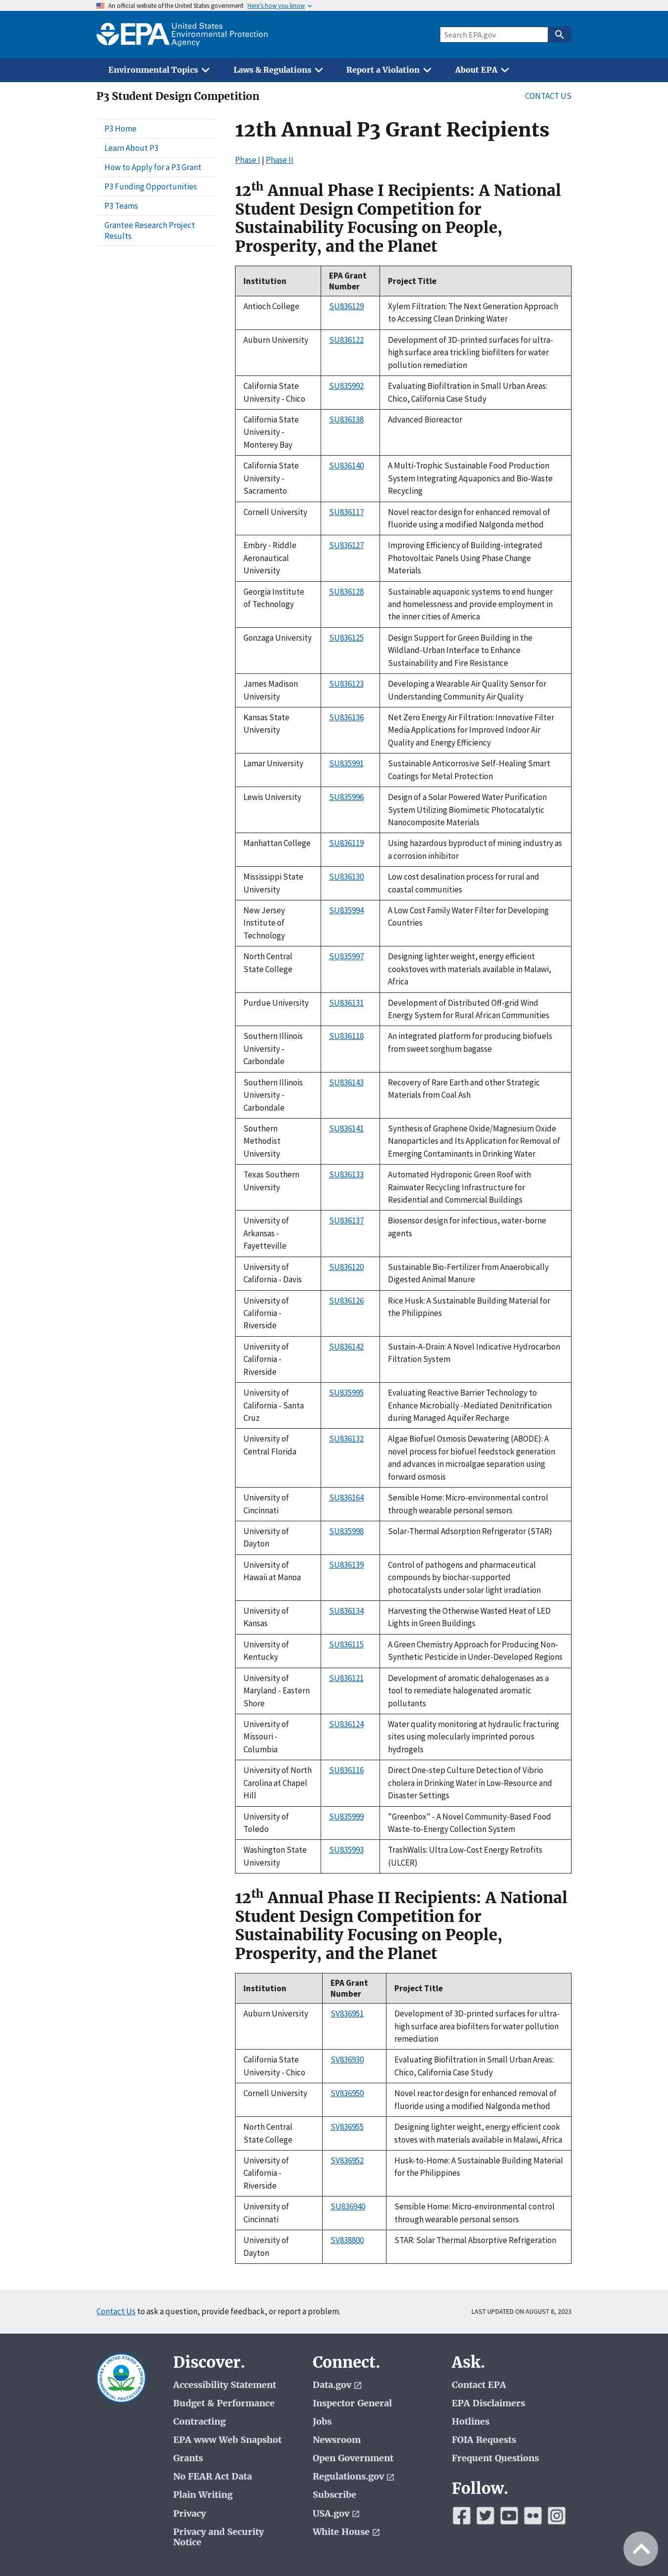 An official website of the United States government Here's how you know
EPA United States
Environmental Protection
Agency
Search EPA.gov
Environmental Topics Laws & Regulations Report a Violation About EPA
P3 Student Design Competition
CONTACT US
P3 Home
Learn About P3
How to Apply for a P3 Grant
P3 Funding Opportunities
P3 Teams
Grantee Research Project
Results
12th Annual P3 Grant Recipients
Phase I | Phase II
12th Annual Phase I Recipients: A National
Student Design Competition for
Sustainability Focusing on People,
Prosperity, and the Planet
Institution
EPA Grant
Number
Project Title
Antioch College
SU836129
Xylem Filtration: The Next Generation Approach
to Accessing Clean Drinking Water
Auburn University
SU836122
Development of 3D-printed surfaces for ultra-
high surface area trickling biofilters for water
pollution remediation
California State
University - Chico
SU835992
Evaluating Biofiltration in Small Urban Areas:
Chico, California Case Study
California State
University -
Monterey Bay
SU836138
Advanced Bioreactor
California State
University -
Sacramento
SU836140
A Multi-Trophic Sustainable Food Production
System Integrating Aquaponics and Bio-Waste
Recycling
Cornell University
SU836117
Novel reactor design for enhanced removal of
fluoride using a modified Nalgonda method
Embry - Riddle
Aeronautical
University
SU836127
Improving Efficiency of Building-integrated
Photovoltaic Panels Using Phase Change
Materials
Georgia Institute
of Technology
SU836128
Sustainable aquaponic systems to end hunger
and homelessness and provide employment in
the inner cities of America
Gonzaga University
SU836125
Design Support for Green Building in the
Wildland-Urban Interface to Enhance
Sustainability and Fire Resistance
James Madison
University
SU836123
Developing a Wearable Air Quality Sensor for
Understanding Community Air Quality
Kansas State
University
SU836136
Net Zero Energy Air Filtration: Innovative Filter
Media Applications for Improved Indoor Air
Quality and Energy Efficiency
Lamar University
SU835991
Sustainable Anticorrosive Self-Healing Smart
Coatings for Metal Protection
Lewis University
SU835996
Design of a Solar Powered Water Purification
System Utilizing Biomimetic Photocatalytic
Nanocomposite Materials
Manhattan College
SU836119
Using hazardous byproduct of mining industry as
a corrosion inhibitor
Mississippi State
University
SU836130
Low cost desalination process for rural and
coastal communities
New Jersey
Institute of
Technology
SU835994
A Low Cost Family Water Filter for Developing
Countries
North Central
State College
SU835997
Designing lighter weight, energy efficient
cookstoves with materials available in Malawi,
Africa
Purdue University
SU836131
Development of Distributed Off-grid Wind
Energy System for Rural African Communities
Southern Illinois
University -
Carbondale
SU836118
An integrated platform for producing biofuels
from sweet sorghum bagasse
Southern Illinois
University -
Carbondale
SU836143
Recovery of Rare Earth and other Strategic
Materials from Coal Ash
Southern
Methodist
University
SU836141
Synthesis of Graphene Oxide/Magnesium Oxide
Nanoparticles and Its Application for Removal of
Emerging Contaminants in Drinking Water
Texas Southern
University
SU836133
Automated Hydroponic Green Roof with
Rainwater Recycling Infrastructure for
Residential and Commercial Buildings
University of
Arkansas -
Fayetteville
SU836137
Biosensor design for infectious, water-borne
agents
University of
California - Davis
SU836120
Sustainable Bio-Fertilizer from Anaerobically
Digested Animal Manure
University of
California -
Riverside
SU836126
Rice Husk: A Sustainable Building Material for
the Philippines
University of
California -
Riverside
SU836142
Sustain-A-Drain: A Novel Indicative Hydrocarbon
Filtration System
University of
California - Santa
Cruz
SU835995
Evaluating Reactive Barrier Technology to
Enhance Microbially -Mediated Denitrification
during Managed Aquifer Recharge
University of
Central Florida
SU836132
Algae Biofuel Osmosis Dewatering (ABODE): A
novel process for biofuel feedstock generation
and advances in microalgae separation using
forward osmosis
University of
Cincinnati
SU836164
Sensible Home: Micro-environmental control
through wearable personal sensors
University of
Dayton
SU835998
Solar-Thermal Adsorption Refrigerator (STAR)
University of
Hawaii at Manoa
SU836139
Control of pathogens and pharmaceutical
compounds by biochar-supported
photocatalysts under solar light irradiation
University of
Kansas
SU836134
Harvesting the Otherwise Wasted Heat of LED
Lights in Green Buildings
University of
Kentucky
SU836115
A Green Chemistry Approach for Producing Non-
Synthetic Pesticide in Under-Developed Regions
University of
Maryland - Eastern
Shore
SU836121
Development of aromatic dehalogenases as a
tool to remediate halogenated aromatic
pollutants
University of
Missouri -
Columbia
SU836124
Water quality monitoring at hydraulic fracturing
sites using molecularly imprinted porous
hydrogels
University of North
Carolina at Chapel
Hill
SU836116
Direct One-step Culture Detection of Vibrio
cholera in Drinking Water in Low-Resource and
Disaster Settings
University of
Toledo
SU835999
"Greenbox" - A Novel Community-Based Food
Waste-to-Energy Collection System
Washington State
University
SU835993
TrashWalls: Ultra Low-Cost Energy Retrofits
(ULCER)
12th Annual Phase II Recipients: A National
Student Design Competition for
Sustainability Focusing on People,
Prosperity, and the Planet
Institution
EPA Grant
Number
Project Title
Auburn University
SV836951
Development of 3D-printed surfaces for ultra-
high surface area biofilters for water pollution
remediation
California State
University - Chico
SV836930
Evaluating Biofiltration in Small Urban Areas:
Chico, California Case Study
Cornell University
SV836950
Novel reactor design for enhanced removal of
fluoride using a modified Nalgonda method
North Central
State College
SV836955
Designing lighter weight, energy efficient cook
stoves with materials available in Malawi, Africa
University of
California -
Riverside
SV836952
Husk-to-Home: A Sustainable Building Material
for the Philippines
University of
Cincinnati
SU836940
Sensible Home: Micro-environmental control
through wearable personal sensors
University of
Dayton
SV838800
STAR: Solar Thermal Absorptive Refrigeration
Contact Us to ask a question, provide feedback, or report a problem.
LAST UPDATED ON AUGUST 8, 2023
Discover.
Accessibility Statement
Budget & Performance
Contracting
EPA www Web Snapshot
Grants
No FEAR Act Data
Plain Writing
Privacy
Privacy and Security
Notice
Connect.
Data.gov
Inspector General
Jobs
Newsroom
Open Government
Regulations.gov
Subscribe
USA.gov
White House
Ask.
Contact EPA
EPA Disclaimers
Hotlines
FOIA Requests
Frequent Questions
Follow.